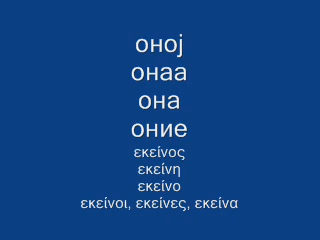 оној
онаа
она
оние
εκείνος
εκείνη
εκείνο
εκείνοι, εκείνες, εκείνα